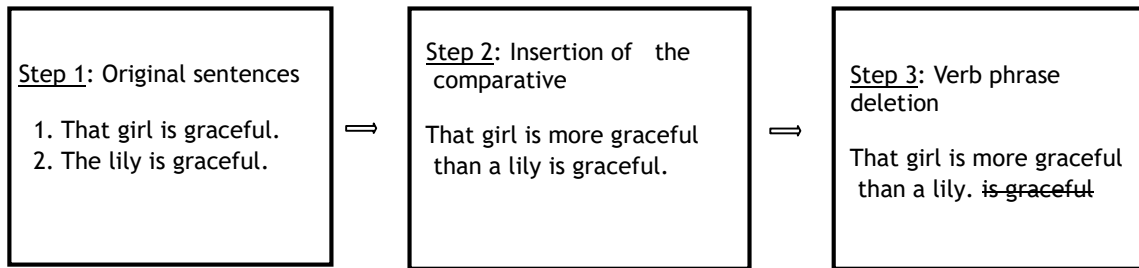 Step 1: Original sentences
1. That girl is graceful.
2. The lily is graceful.
Step 2: Insertion of the
comparative
That girl is more graceful
than a lily is graceful.
Step 3: Verb phrase
deletion
That girl is more graceful
than a lily. is graceful